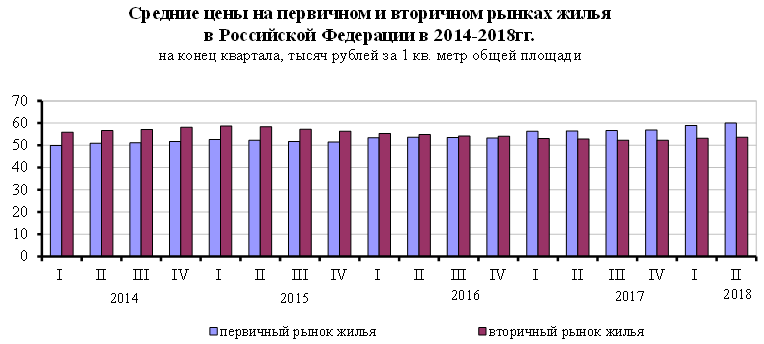 Средние цены на первичном и вторичном рынках жилья
в Российской Федерации в 2014-2018гг.
на конец квартала, тысяч рублей за 1 кв. метр общей площади
70
60
50
40
30
20
10
0
I II III IV I II III IV I II III IV I II III IV I II
2014 2015 2016 2017 2018
первичный рынок жилья вторичный рынок жилья